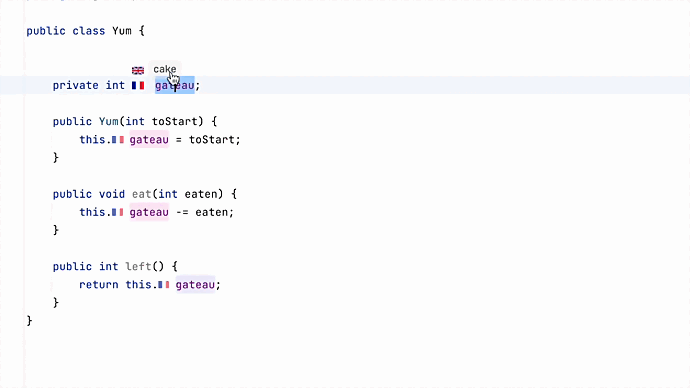 public class Yum {
cake
private int gateau;
public Yum(int toStart) {
this.gateau = toStart;
}
public void eat(int eaten) {
this.gateau -= eaten;
}
public int left() {
return this.gateau;
}
}